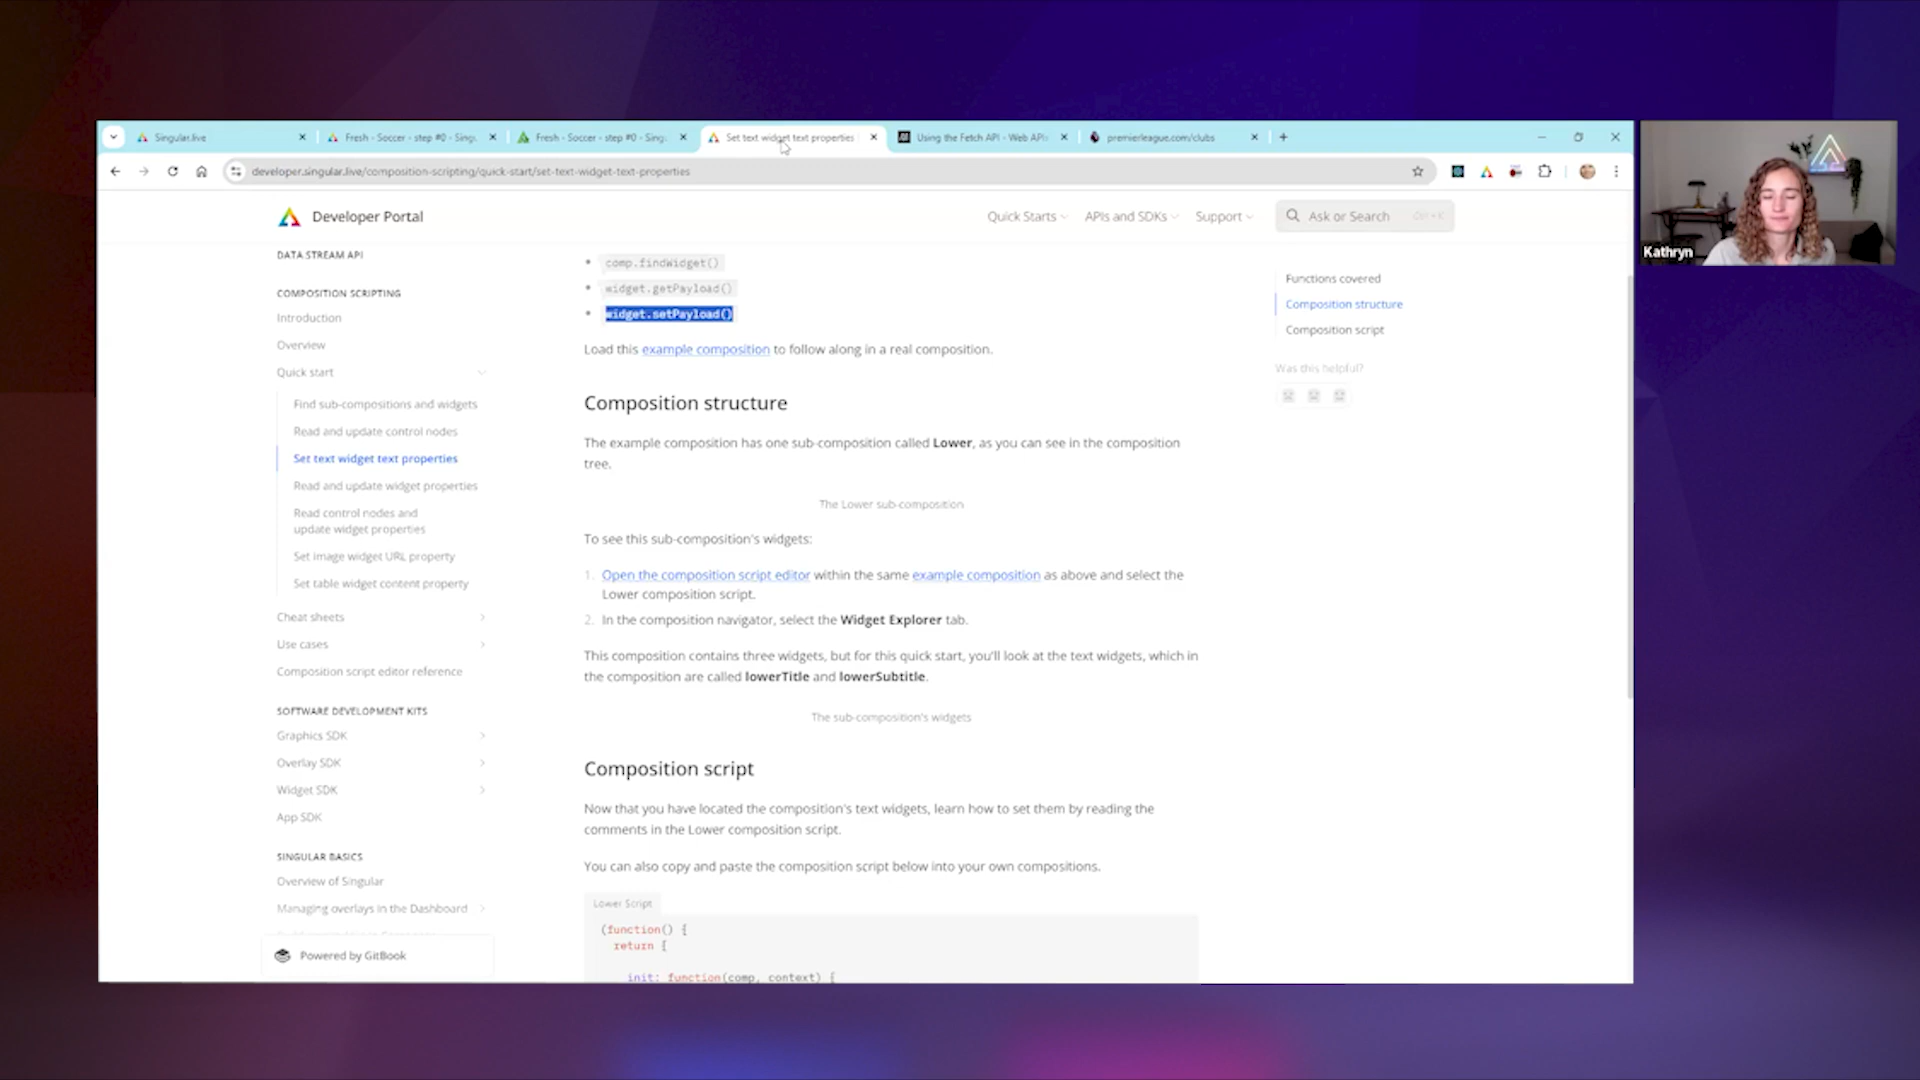 Singular.live
Fresh - Soccer - step #0 - Sing
Fresh - Soccer - step #0 - Sing
Set text widget text properties
Using the Fetch API - Web APIs
premierleague.com/clubs
developer.singular.live/composition-scripting/quick-start/set-text-widget-text-properties
Kathryn
Developer Portal
Quick Starts
APIs and SDKs
Support
Ask or Search
Ctrl + K
DATA STREAM API
COMPOSITION SCRIPTING
Introduction
Overview
Quick start
Find sub-compositions and widgets
Read and update control nodes
Set text widget text properties
Read and update widget properties
Read control nodes and
update widget properties
Set image widget URL property
Set table widget content property
Cheat sheets
Use cases
Composition script editor reference
SOFTWARE DEVELOPMENT KITS
Graphics SDK
Overlay SDK
Widget SDK
App SDK
SINGULAR BASICS
Overview of Singular
Managing overlays in the Dashboard
Powered by GitBook
comp.findWidget()
widget.getPayload()
widget.setPayload()
Load this example composition to follow along in a real composition.
Composition structure
The example composition has one sub-composition called Lower, as you can see in the composition
tree.
The Lower sub-composition
To see this sub-composition's widgets:
1. Open the composition script editor within the same example composition as above and select the
Lower composition script.
2. In the composition navigator, select the Widget Explorer tab.
This composition contains three widgets, but for this quick start, you'll look at the text widgets, which in
the composition are called lowerTitle and lowerSubtitle.
The sub-composition's widgets
Composition script
Now that you have located the composition's text widgets, learn how to set them by reading the
comments in the Lower composition script.
You can also copy and paste the composition script below into your own compositions.
Lower Script
(function() {
return {
init: function(comp, context) {
Functions covered
Composition structure
Composition script
Was this helpful?